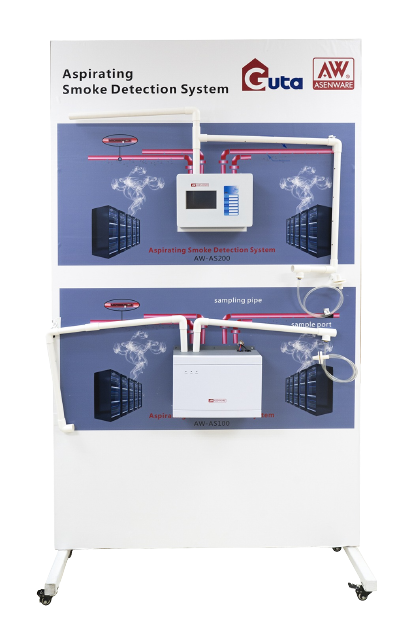 Aspirating
Smoke Detection System
Guta
AW
ASENWARE
Aspirating Smoke Detection System
AW-AS200
sampling pipe
sample port
AW-AS100